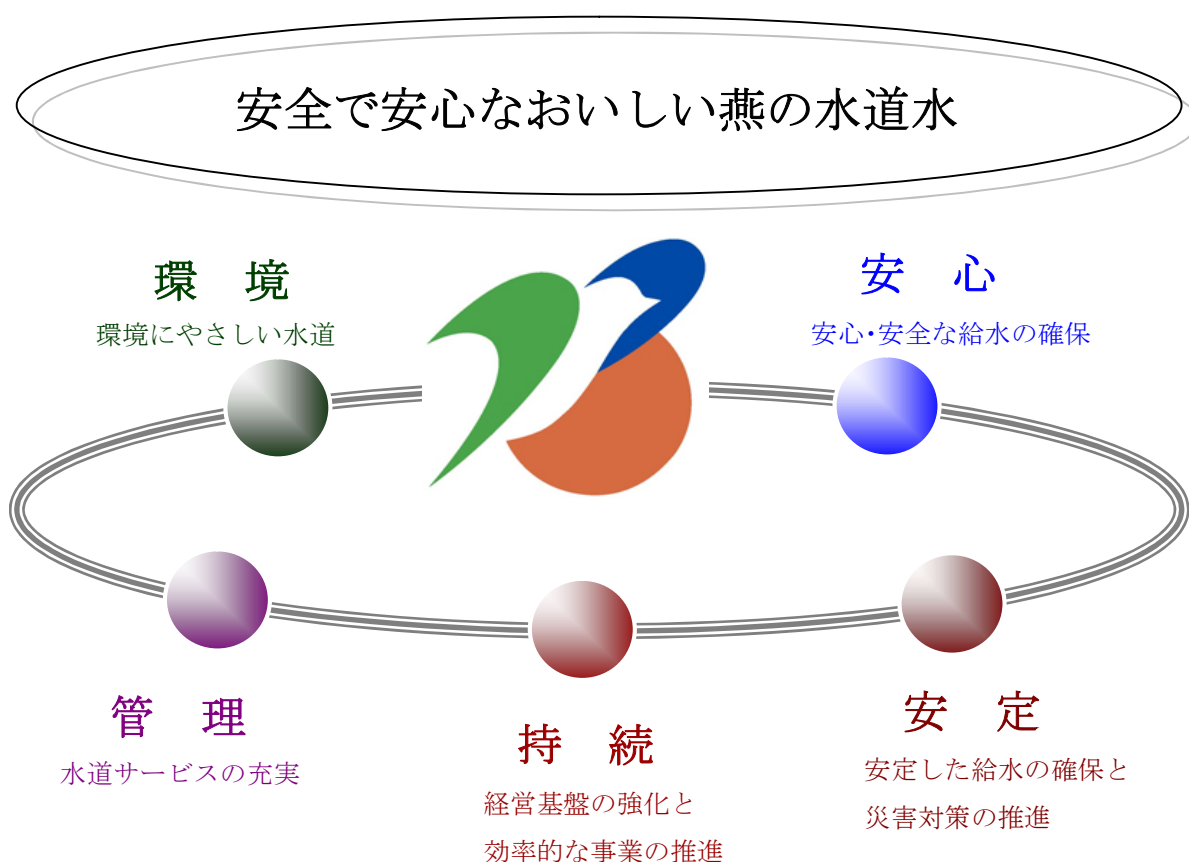 安全で安心なおいしい燕の水道水
環　境
環境にやさしい水道
安　心
安心・安全な給水の確保
管　理
水道サービスの充実
持　続
経営基盤の強化と
効率的な事業の推進
安　定
安定した給水の確保と
災害対策の推進